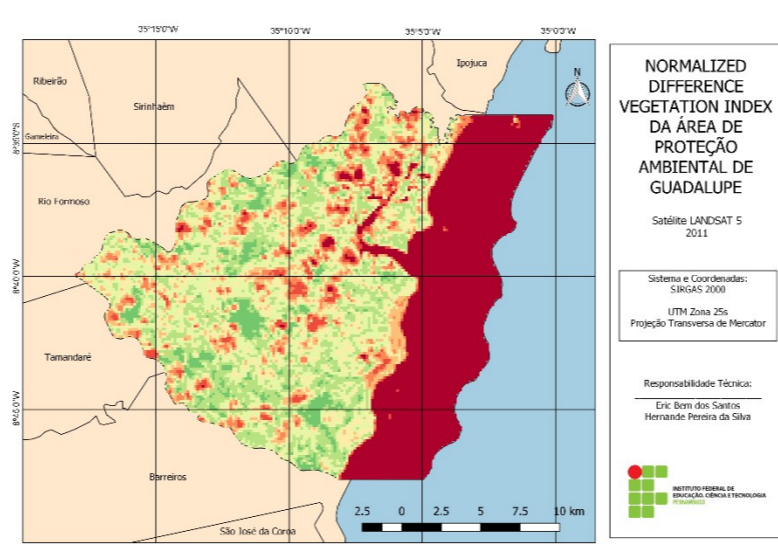 35°15'0"W
35°10'0"W
35°5'0"W
35°0'0"W
Ipojuca
Ribeirão
Sirinhaém
N
Gameleira
8°35'0"S
Rio Formoso
8°40'0"S
Tamandaré
8°45'0"S
Barreiros
São José da Coroa
2.5 0 2.5 5 7.5 10 km
NORMALIZED
DIFFERENCE
VEGETATION INDEX
DA ÁREA DE
PROTEÇÃO
AMBIENTAL DE
GUADALUPE
Satélite LANDSAT 5
2011
Sistema e Coordenadas:
SIRGAS 2000
UTM Zona 25s
Projeção Transversa de Mercator
Responsabilidade Técnica:
Eric Bem dos Santos
Hernande Pereira da Silva
INSTITUTO FEDERAL DE
EDUCAÇÃO, CIÊNCIA E TECNOLOGIA
PERNAMBUCO